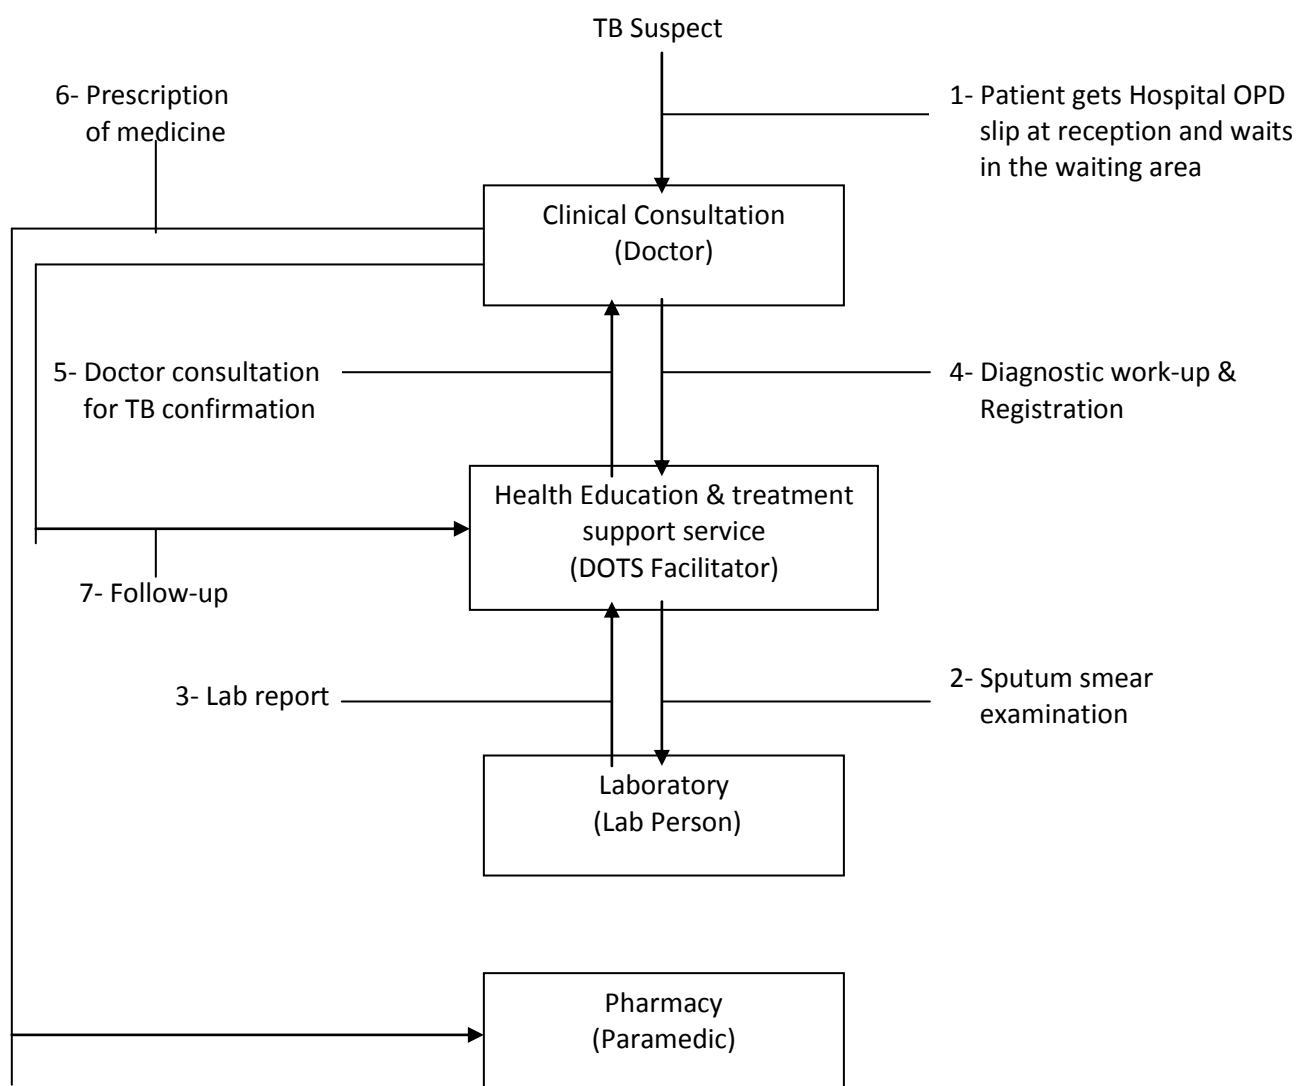 TB Suspect
6- Prescription
of medicine
1- Patient gets Hospital OPD
slip at reception and waits
in the waiting area
Clinical Consultation
(Doctor)
5- Doctor consultation
for TB confirmation
4- Diagnostic work-up &
Registration
Health Education & treatment
support service
(DOTS Facilitator)
7- Follow-up
3- Lab report
2- Sputum smear
examination
Laboratory
(Lab Person)
Pharmacy
(Paramedic)